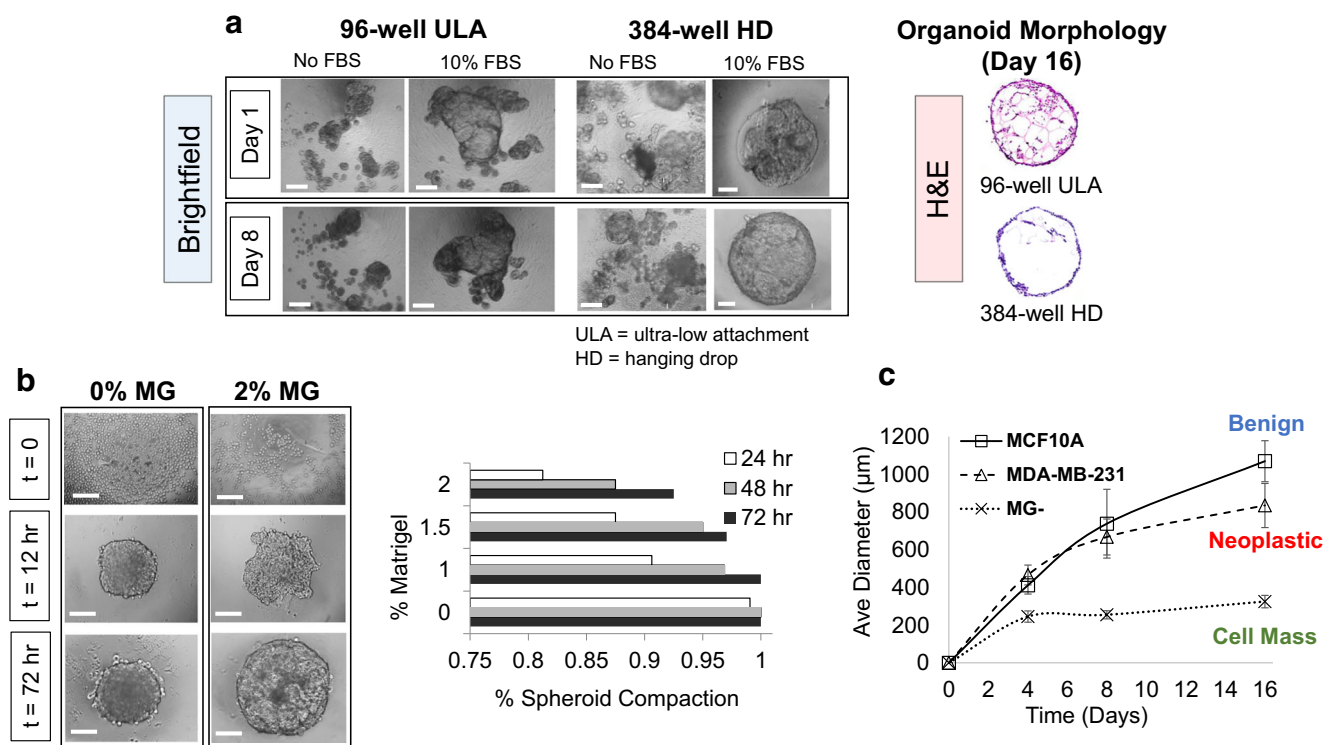 a
96-well ULA
384-well HD
Organoid Morphology
(Day 16)
No FBS
10% FBS
No FBS
10% FBS
Brightfield
Day 1
Day 8
H&E
96-well ULA
384-well HD
ULA = ultra-low attachment
HD = hanging drop
b
0% MG
2% MG
t = 0
t = 12 hr
t = 72 hr
24 hr
48 hr
72 hr
% Matrigel
2
1.5
1
0
0.75
0.8
0.85
0.9
0.95
1
% Spheroid Compaction
c
Ave Diameter (µm)
1200
1000
800
600
400
200
0
MCF10A
MDA-MB-231
MG-
Benign
Neoplastic
Cell Mass
0
2
4
6
8
10
12
14
16
Time (Days)